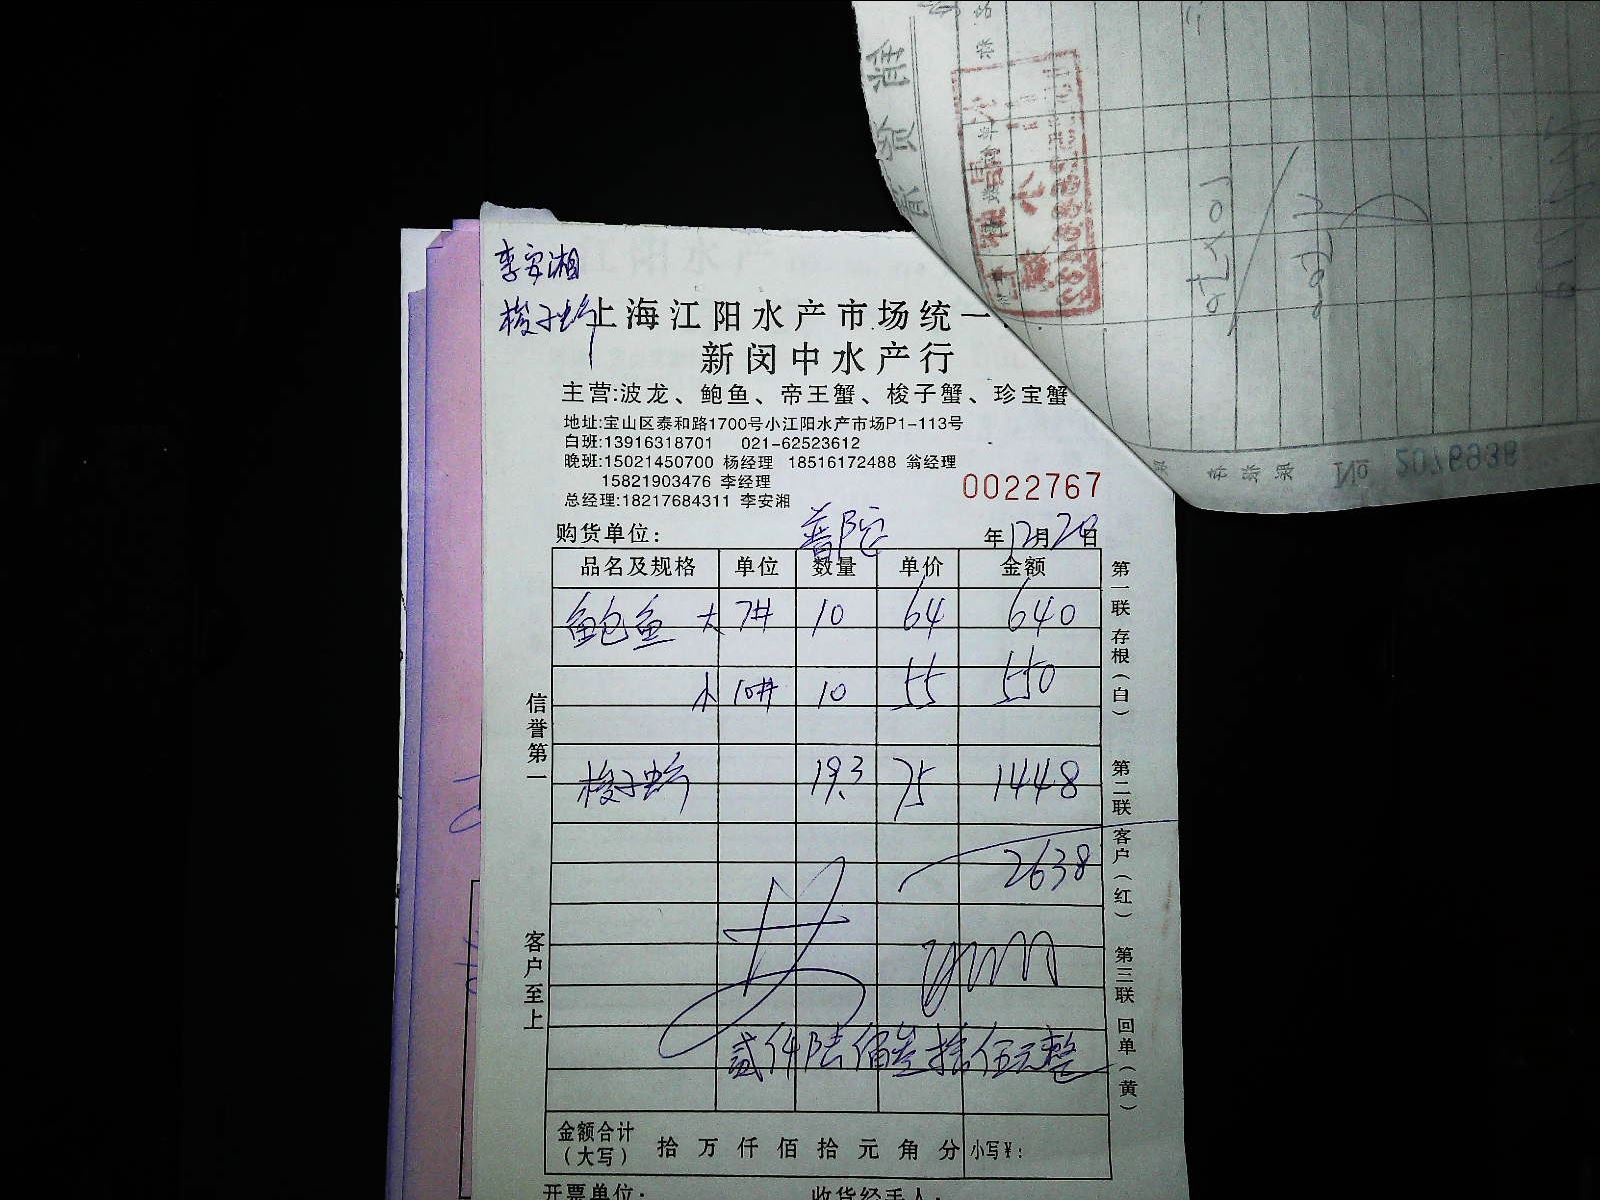 李安湘
梭子蟹
上海江阳水产市场统一
新闵中水产行
主营:波龙、鲍鱼、帝王蟹、梭子蟹、珍宝蟹
地址:宝山区泰和路1700号小江阳水产市场P1-113号
白班:13916318701 021-62523612
晚班:15021450700 杨经理 18516172488 翁经理
15821903476 李经理
总经理:18217684311 李安湘
0022767
购货单位: 普陀 年12月28日
品名及规格 单位 数量 单价 金额
鲍鱼 大 7# 10 64 640
小 10# 10 55 550
梭子蟹 19.3 75 1448
2638
贰仟陆佰叁拾伍元整
金额合计(大写) 拾 万 仟 佰 拾 元 角 分 小写¥:
开票单位: 收货经手人:
信誉第一
客户至上
第一联 存根(白)
第二联 客户(红)
第三联 回单(黄)
No 2076936